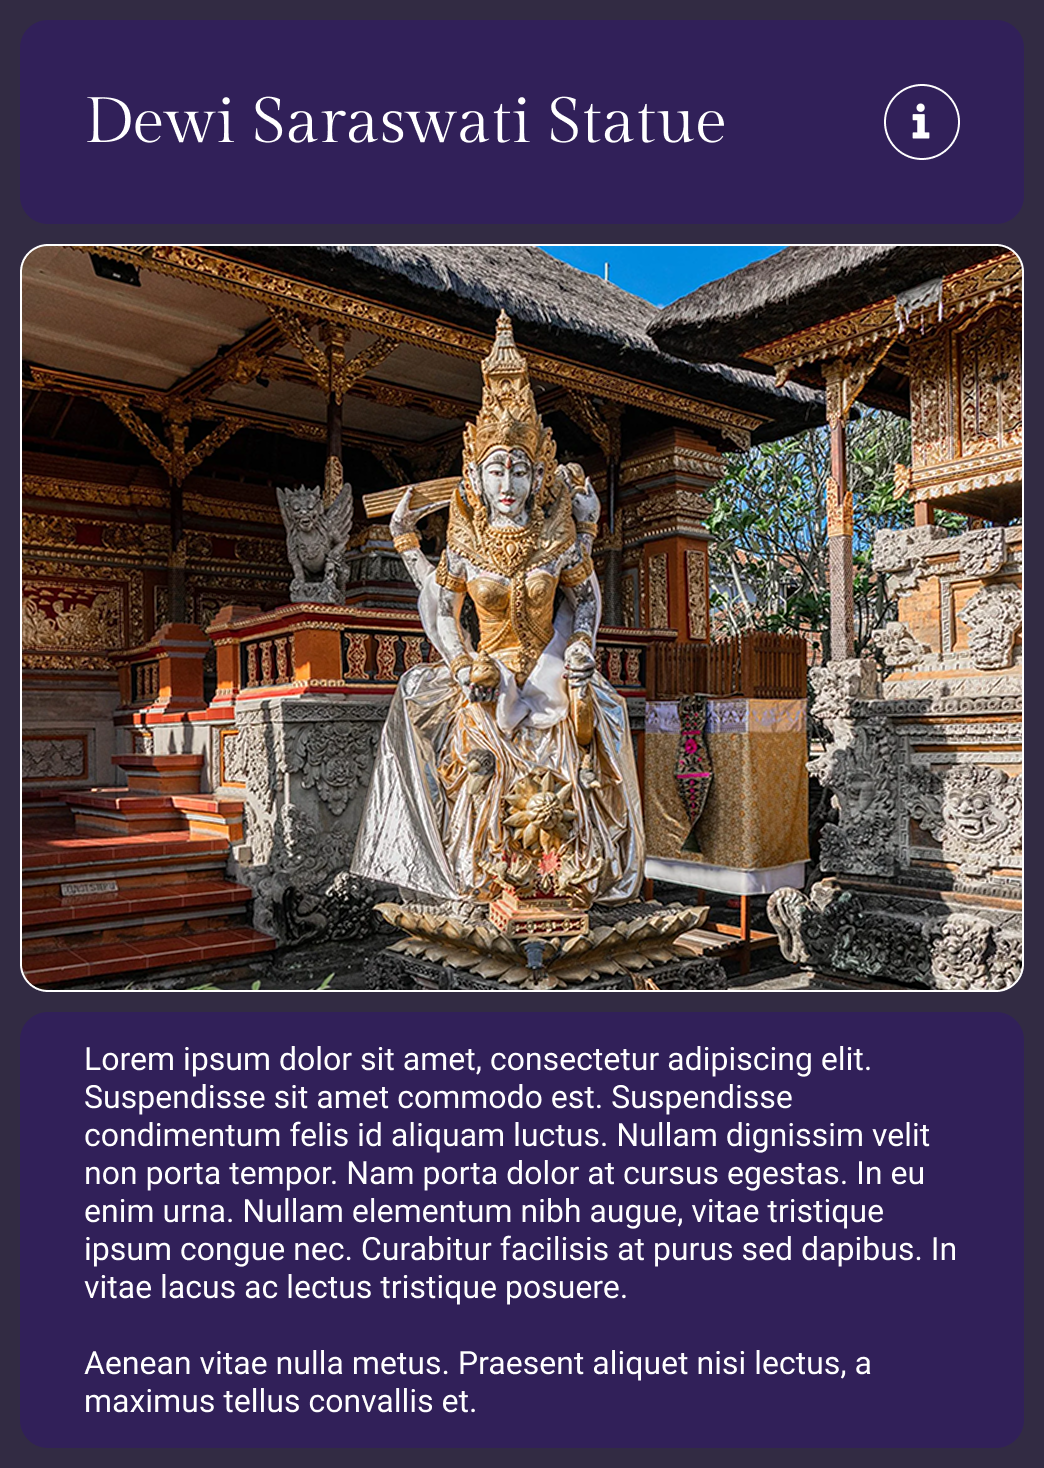 Dewi Saraswati Statue
Lorem ipsum dolor sit amet, consectetur adipiscing elit.
Suspendisse sit amet commodo est. Suspendisse
condimentum felis id aliquam luctus. Nullam dignissim velit
non porta tempor. Nam porta dolor at cursus egestas. In eu
enim urna. Nullam elementum nibh augue, vitae tristique
ipsum congue nec. Curabitur facilisis at purus sed dapibus. In
vitae lacus ac lectus tristique posuere.
Aenean vitae nulla metus. Praesent aliquet nisi lectus, a
maximus tellus convallis et.